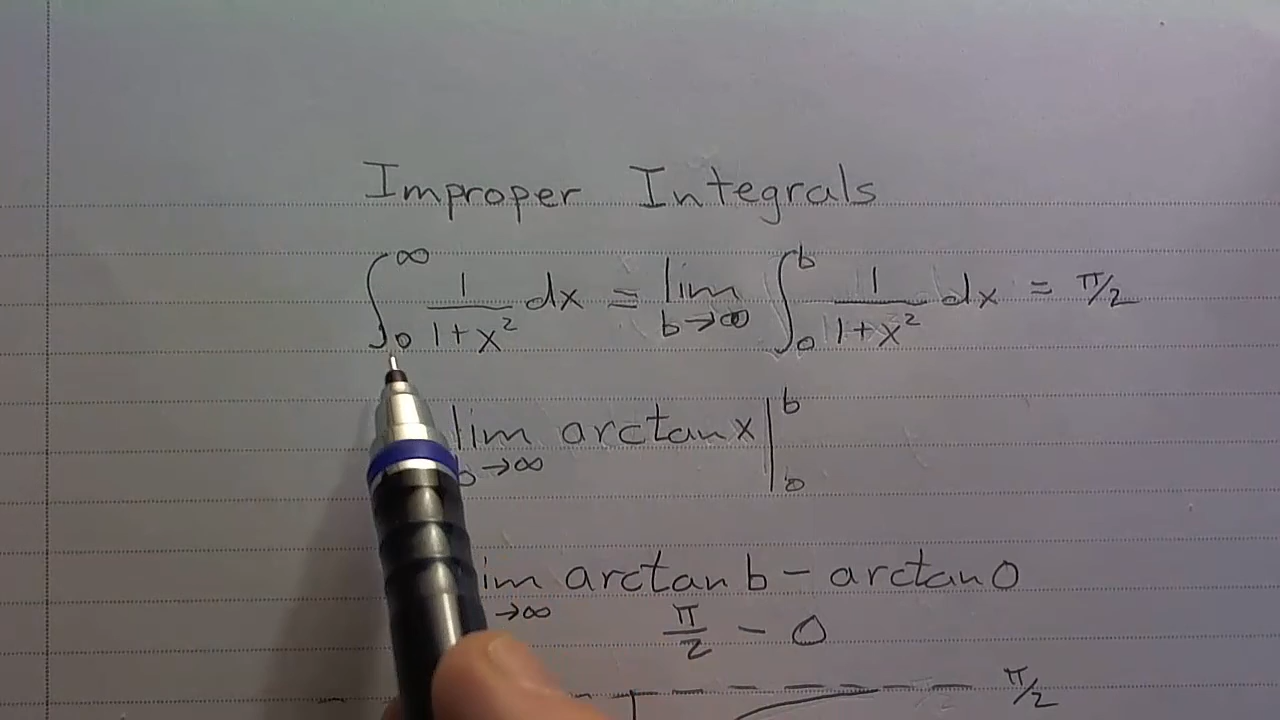 Improper Integrals
∫₀^∞ 1/(1+x²) dx = lim b→∞ ∫₀^b 1/(1+x²) dx = π/2
lim b→∞ arctan x |₀^b
im →∞ arctan b − arctan 0
π/2 − 0
π/2